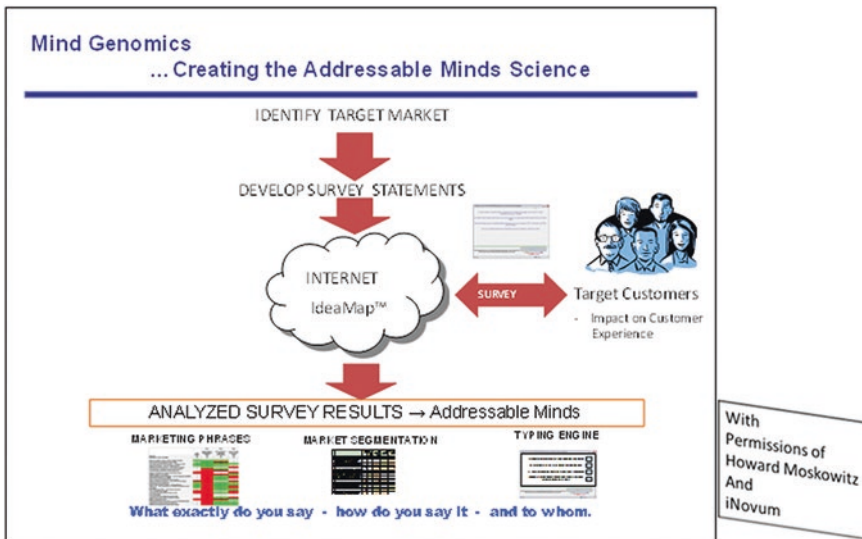 Mind Genomics
...Creating the Addressable Minds Science
IDENTIFY TARGET MARKET
DEVELOP SURVEY STATEMENTS
INTERNET
IdeaMap™
SURVEY
Target Customers
- Impact on Customer
Experience
ANALYZED SURVEY RESULTS → Addressable Minds
MARKETING PHRASES
MARKET SEGMENTATION
TYPING ENGINE
What exactly do you say - how do you say it - and to whom.
With
Permissions of
Howard Moskowitz
And
iNovum